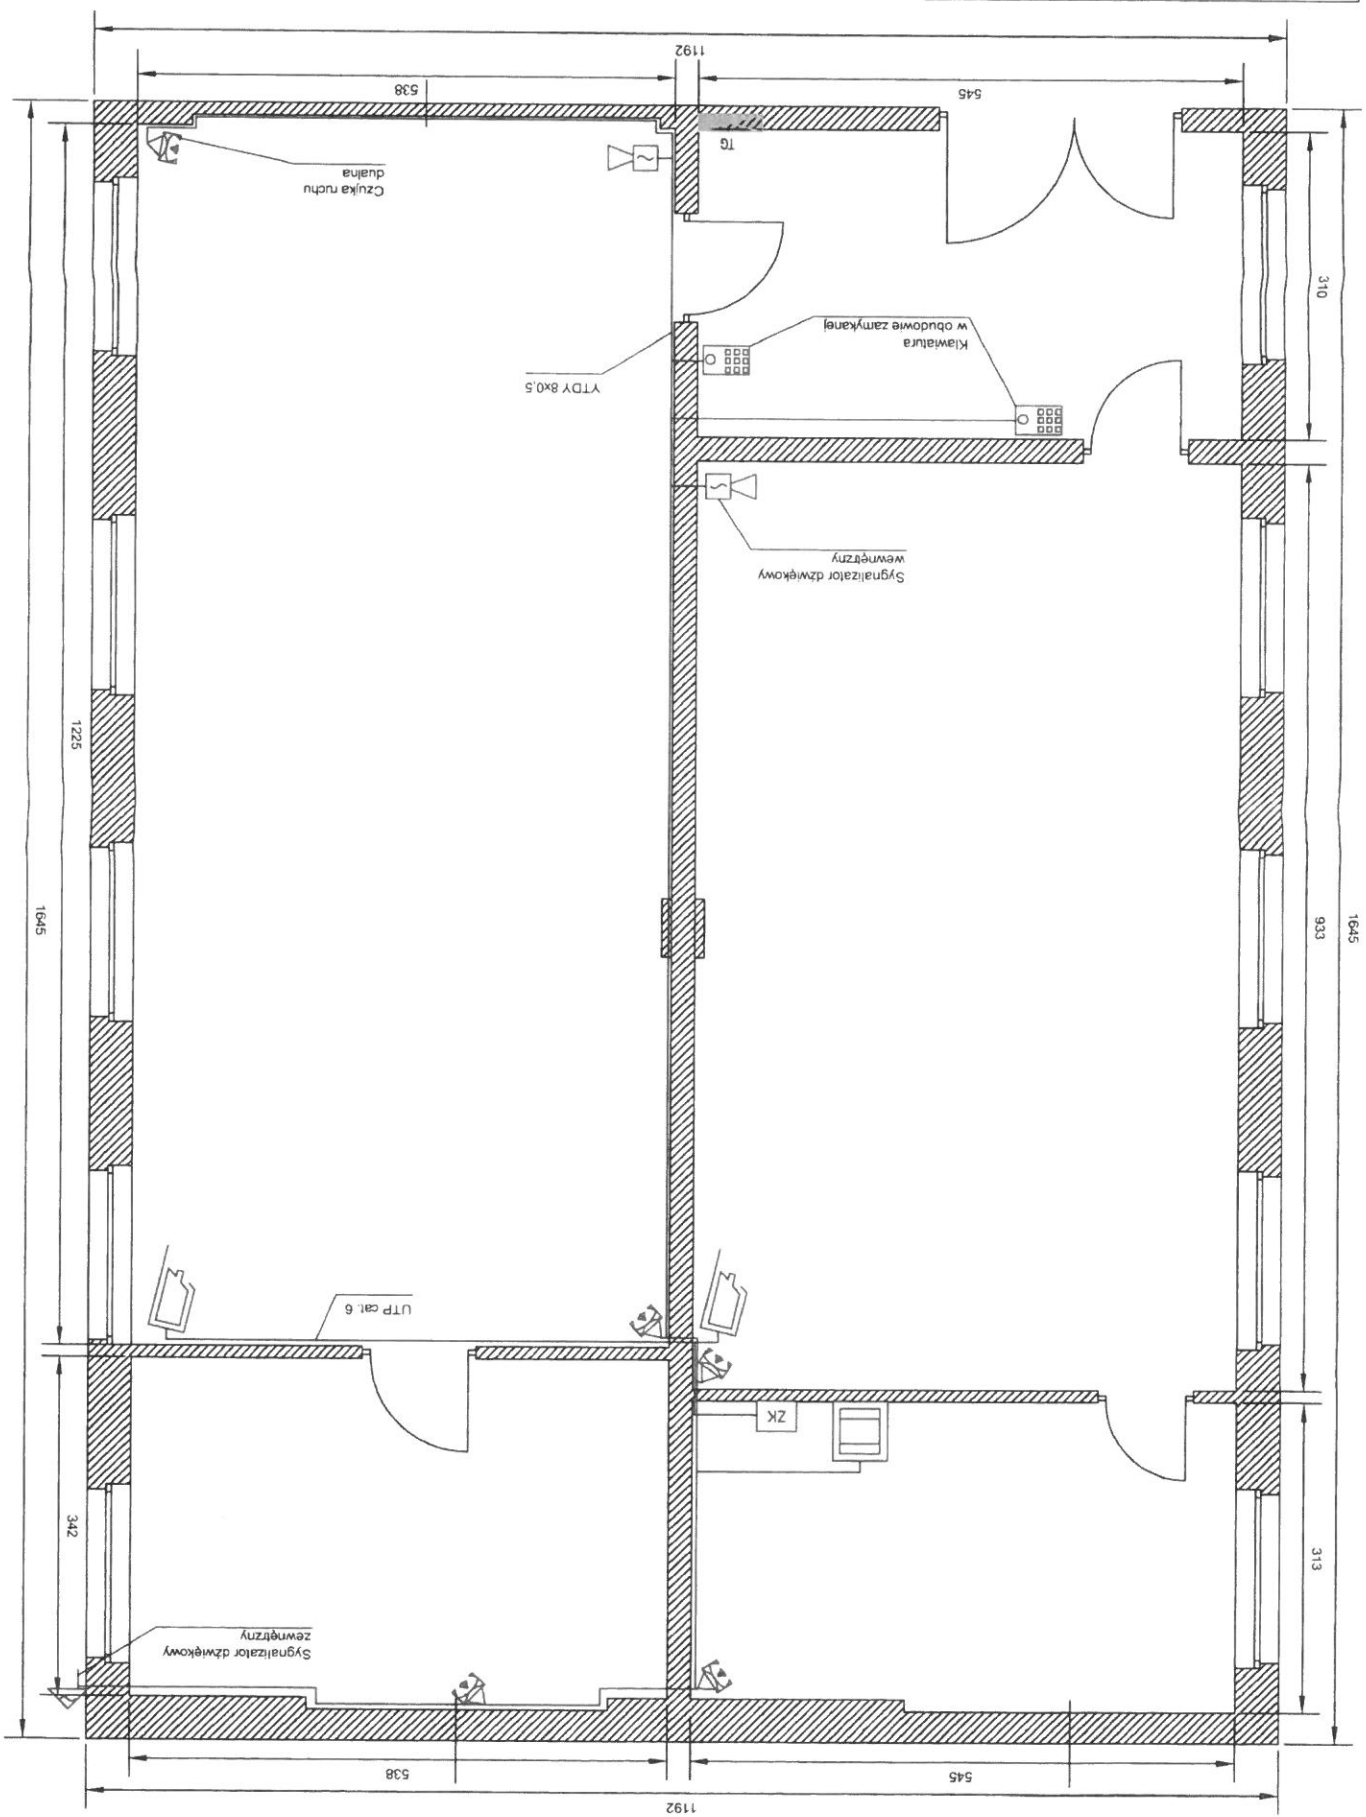 1192
545
538
Sygnalizator dźwiękowy
zewnętrzny
313
342
ZK
UTP cat. 6
1645
933
1645
1225
Sygnalizator dźwiękowy
wewnętrzny
YTDY 8x0,5
Klawiatura
w obudowie zamykanej
310
Czujka ruchu
dualna
TG
545
538
1192